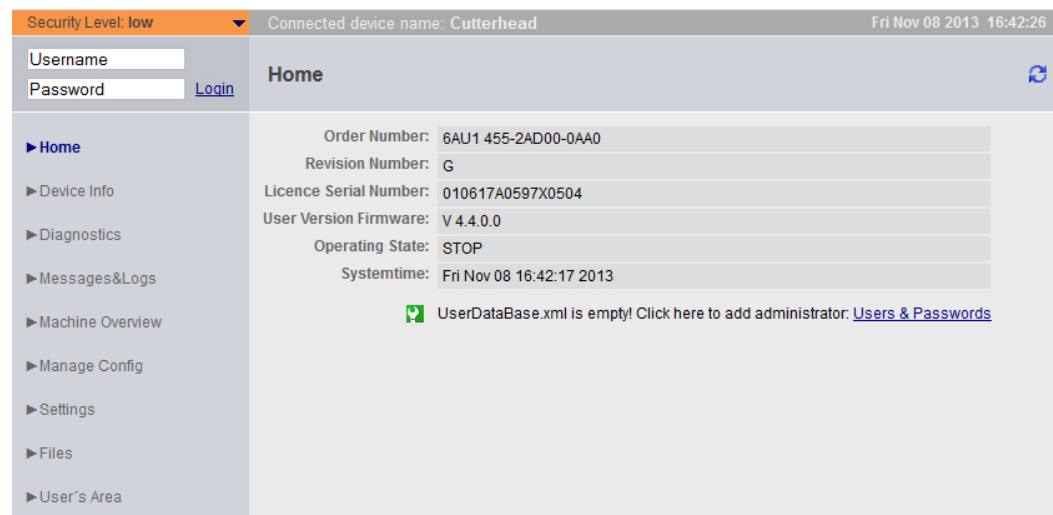 Security Level: low
Connected device name: Cutterhead
Fri Nov 08 2013 16:42:26
Username
Password
Login
Home
►Home
►Device Info
►Diagnostics
►Messages&Logs
►Machine Overview
►Manage Config
►Settings
►Files
►User´s Area
Order Number: 6AU1 455-2AD00-0AA0
Revision Number: G
Licence Serial Number: 010617A0597X0504
User Version Firmware: V 4.4.0.0
Operating State: STOP
Systemtime: Fri Nov 08 16:42:17 2013
UserDataBase.xml is empty! Click here to add administrator: Users & Passwords